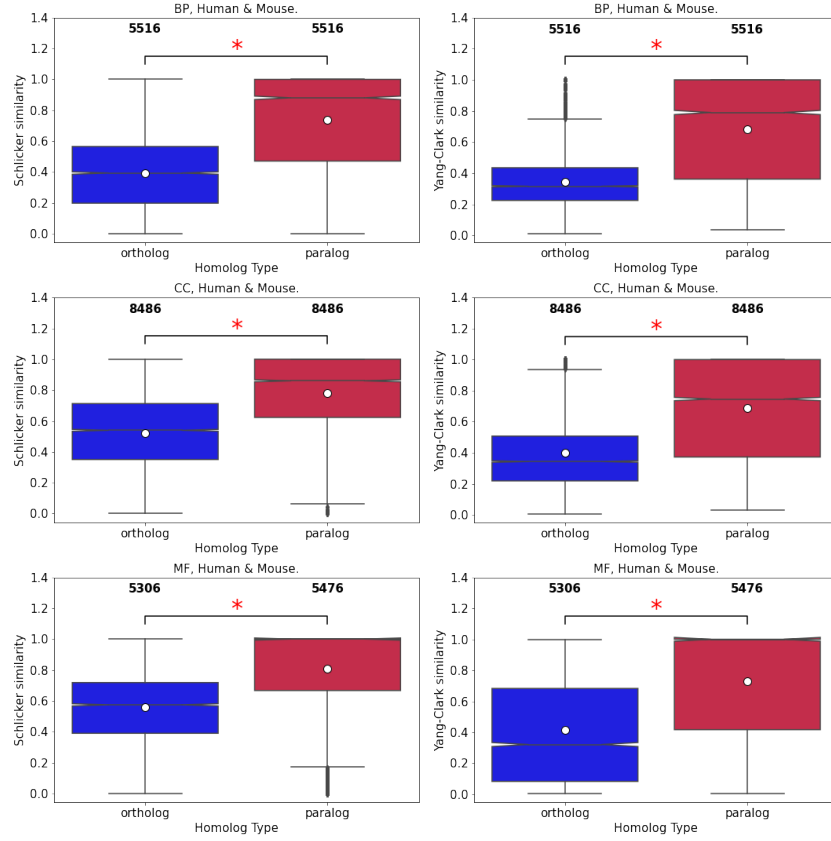 BP, Human & Mouse.
1.4
1.2
1.0
0.8
0.6
0.4
0.2
0.0
Schlicker similarity
5516 5516
*
ortholog paralog
Homolog Type
BP, Human & Mouse.
1.4
1.2
1.0
0.8
0.6
0.4
0.2
0.0
Yang-Clark similarity
5516 5516
*
ortholog paralog
Homolog Type
CC, Human & Mouse.
1.4
1.2
1.0
0.8
0.6
0.4
0.2
0.0
Schlicker similarity
8486 8486
*
ortholog paralog
Homolog Type
CC, Human & Mouse.
1.4
1.2
1.0
0.8
0.6
0.4
0.2
0.0
Yang-Clark similarity
8486 8486
*
ortholog paralog
Homolog Type
MF, Human & Mouse.
1.4
1.2
1.0
0.8
0.6
0.4
0.2
0.0
Schlicker similarity
5306 5476
*
ortholog paralog
Homolog Type
MF, Human & Mouse.
1.4
1.2
1.0
0.8
0.6
0.4
0.2
0.0
Yang-Clark similarity
5306 5476
*
ortholog paralog
Homolog Type